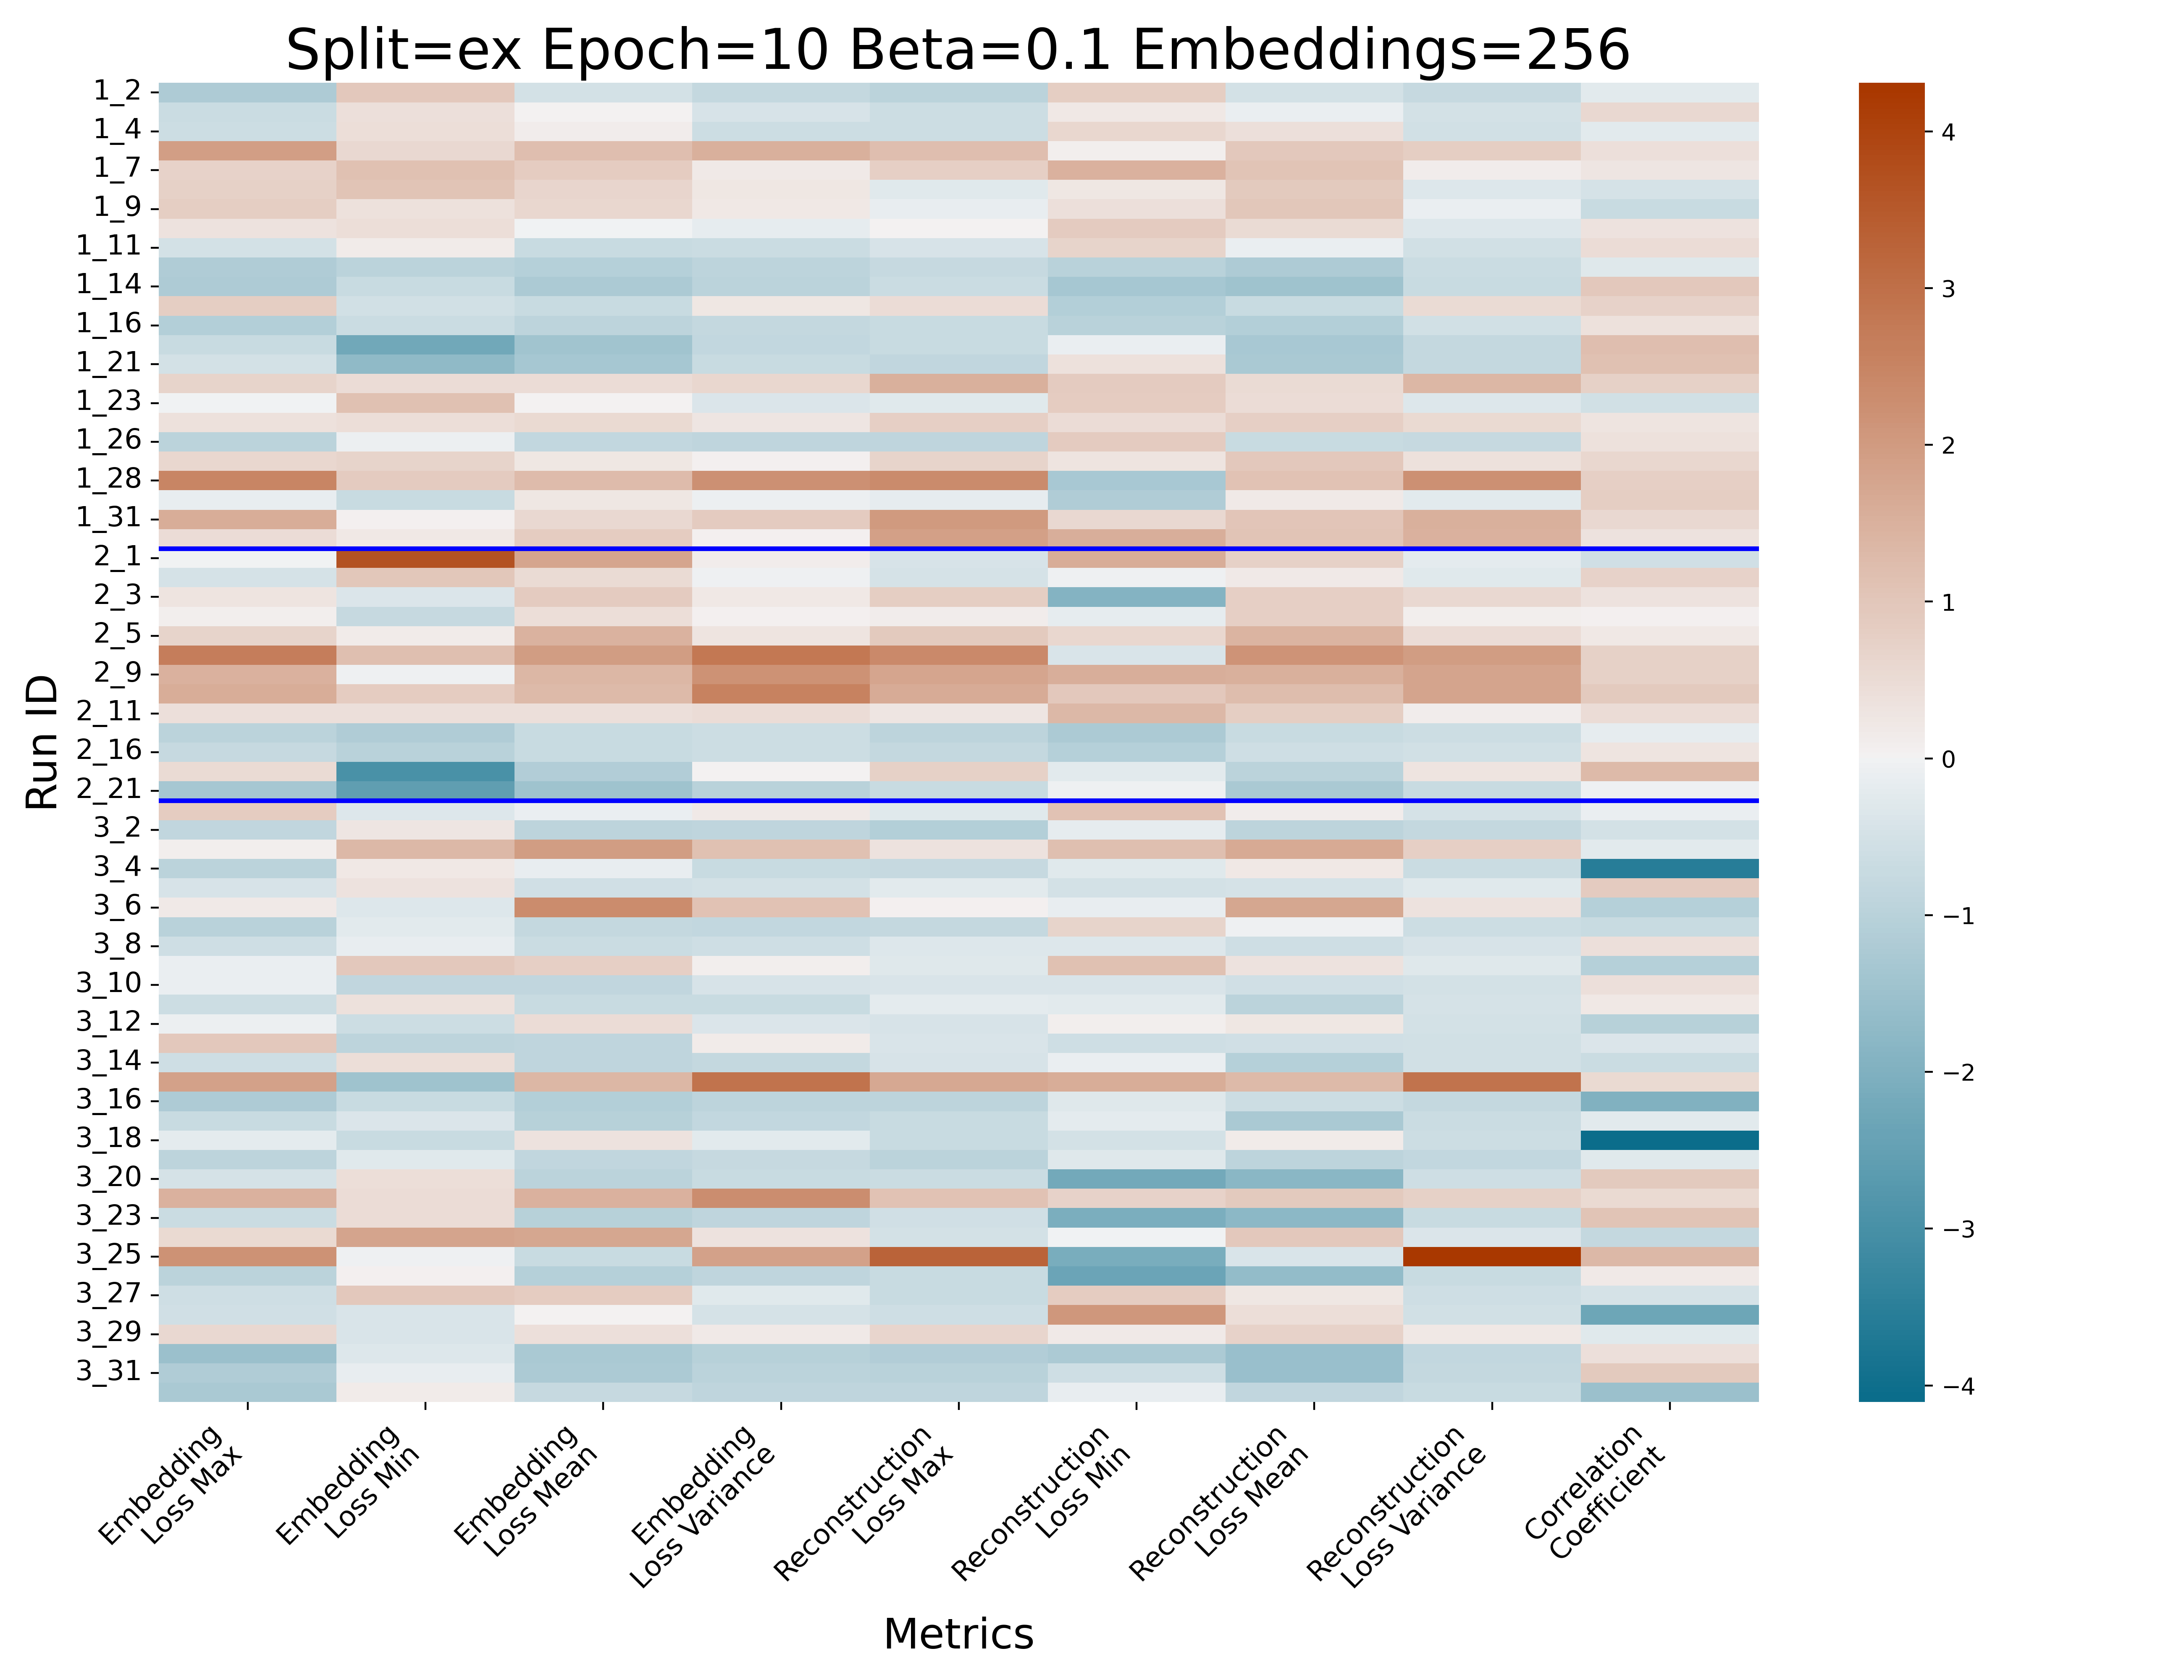 Split=ex Epoch=10 Beta=0.1 Embeddings=256
Run ID
1_2
1_4
1_7
1_9
1_11
1_14
1_16
1_21
1_23
1_26
1_28
1_31
2_1
2_3
2_5
2_9
2_11
2_16
2_21
3_2
3_4
3_6
3_8
3_10
3_12
3_14
3_16
3_18
3_20
3_23
3_25
3_27
3_29
3_31
Embedding
Loss Max
Embedding
Loss Min
Embedding
Loss Mean
Embedding
Loss Variance
Reconstruction
Loss Max
Reconstruction
Loss Min
Reconstruction
Loss Mean
Reconstruction
Loss Variance
Correlation
Coefficient
Metrics
4
3
2
1
0
−1
−2
−3
−4